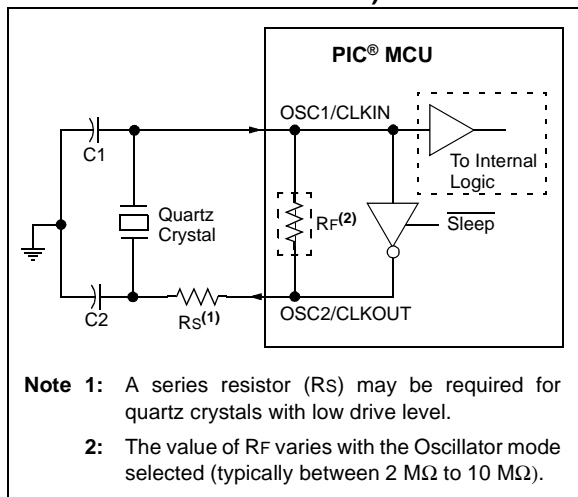 PIC® MCU
OSC1/CLKIN
C1
To Internal
Logic
Quartz
Crystal
RF(2)
Sleep
C2
RS(1)
OSC2/CLKOUT
Note 1: A series resistor (RS) may be required for
quartz crystals with low drive level.
2: The value of RF varies with the Oscillator mode
selected (typically between 2 MΩ to 10 MΩ).